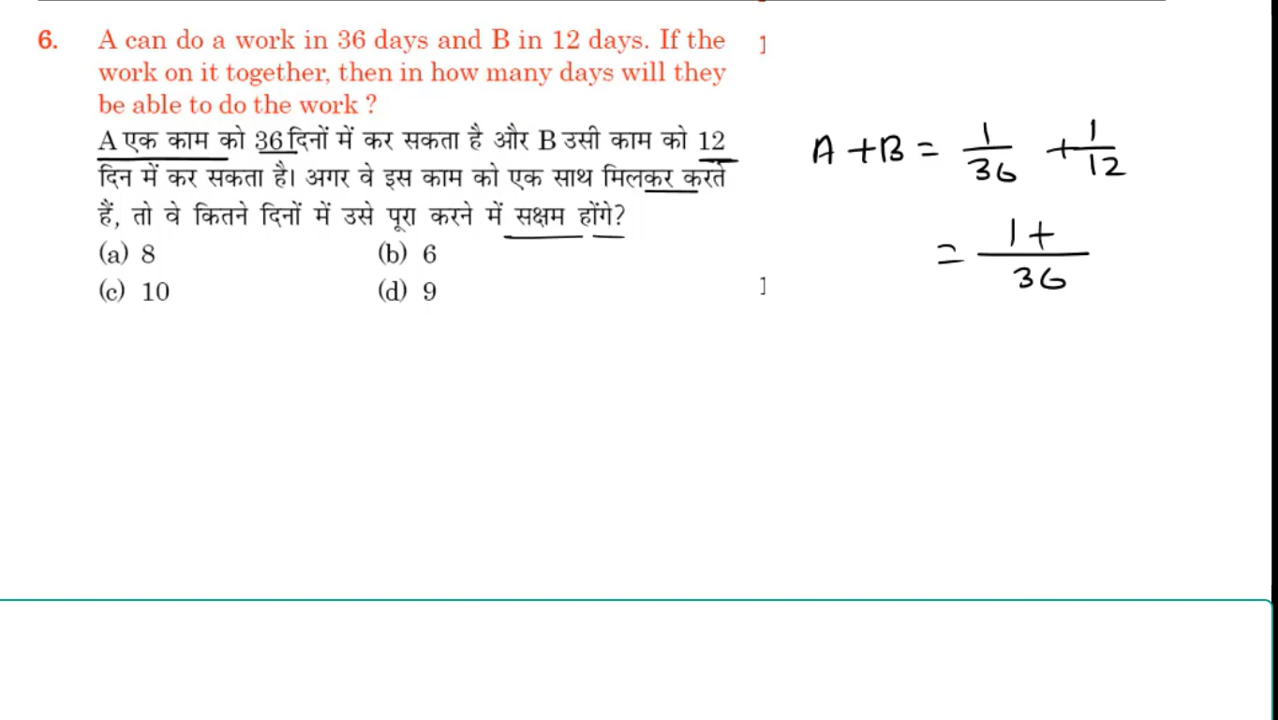 6. A can do a work in 36 days and B in 12 days. If the
work on it together, then in how many days will they
be able to do the work ?
A एक काम को 36 दिनों में कर सकता है और B उसी काम को 12
दिन में कर सकता है। अगर वे इस काम को एक साथ मिलकर करते
हैं, तो वे कितने दिनों में उसे पूरा करने में सक्षम होंगे?
(a) 8 (b) 6
(c) 10 (d) 9
A + B = 1/36 + 1/12
= 1+/36